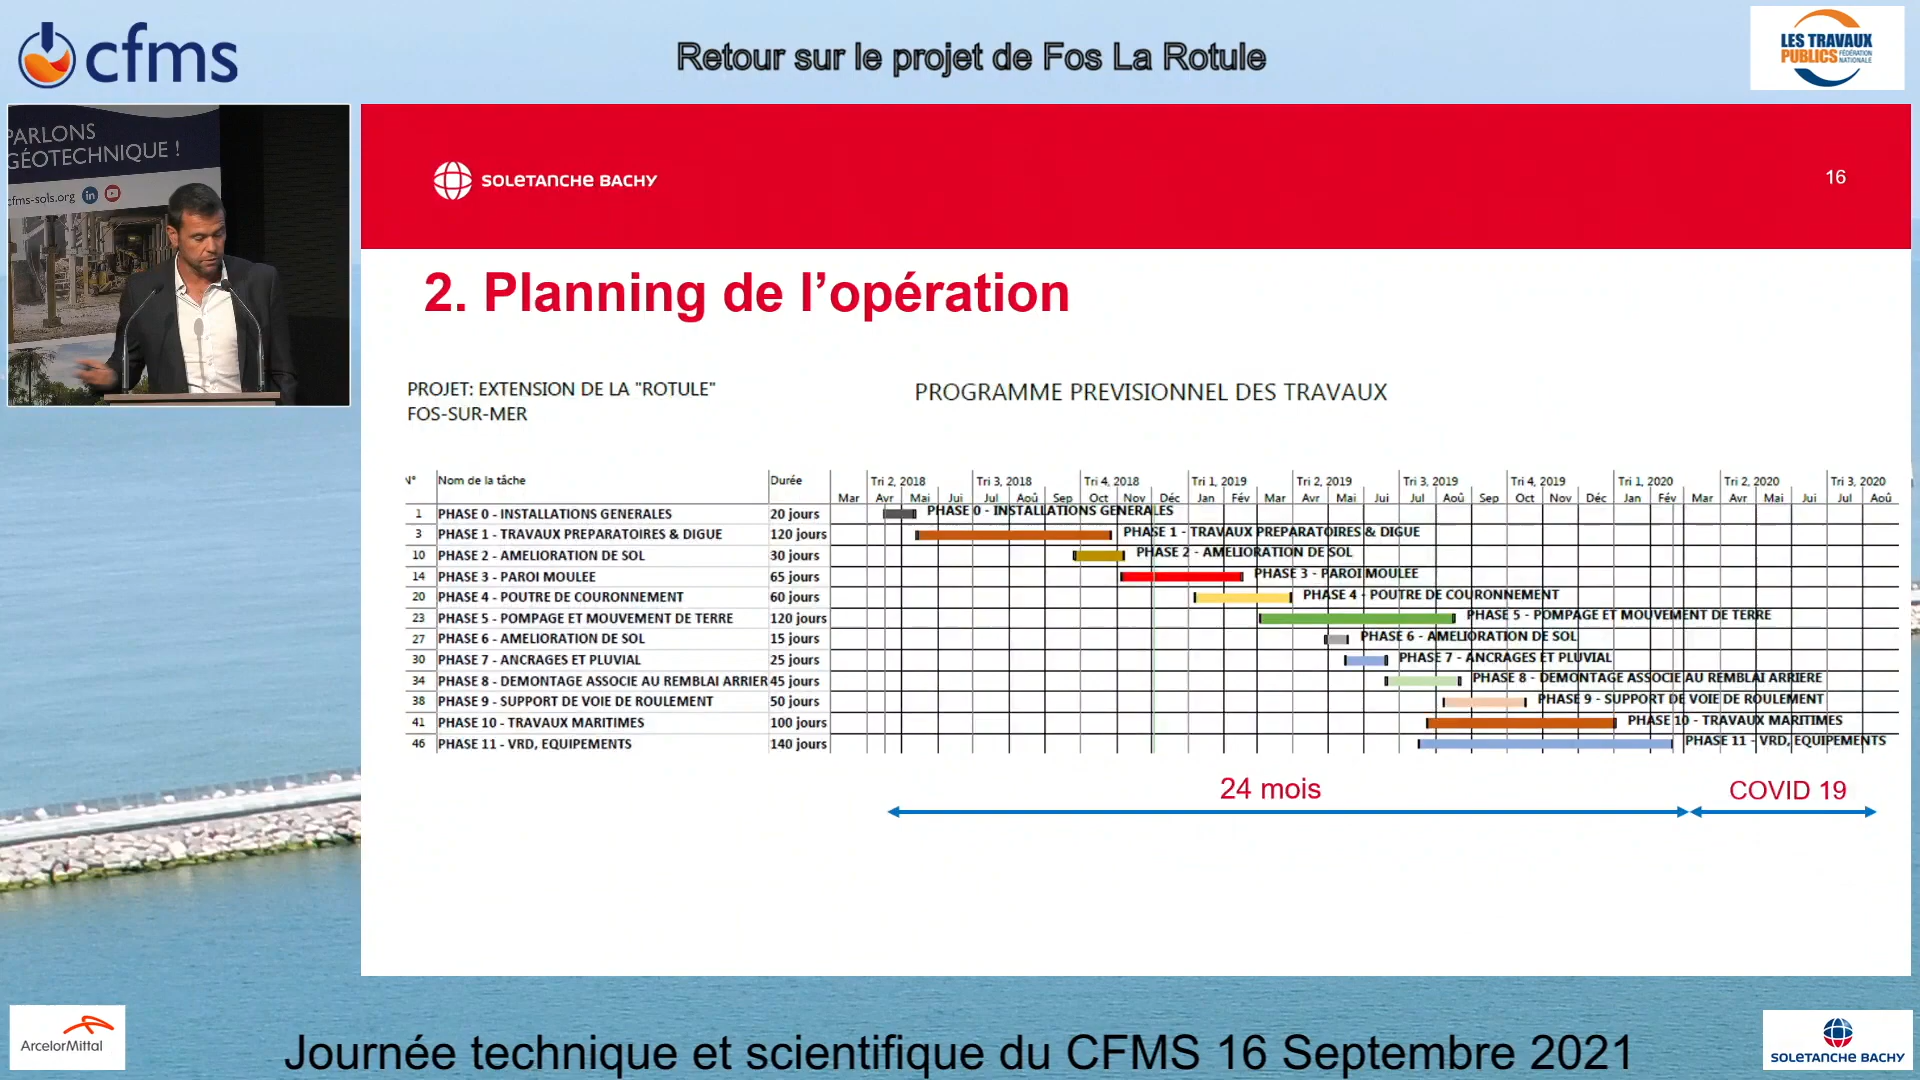 cfms
Retour sur le projet de Fos La Rotule
LES TRAVAUX
PUBLICS FÉDÉRATION
NATIONALE
PARLONS
GÉOTECHNIQUE !
cfms-sols.org
SOLETANCHE BACHY
16
2. Planning de l’opération
PROJET: EXTENSION DE LA "ROTULE"
FOS-SUR-MER
PROGRAMME PREVISIONNEL DES TRAVAUX
N° Nom de la tâche Durée Tri 2, 2018 Tri 3, 2018 Tri 4, 2018 Tri 1, 2019 Tri 2, 2019 Tri 3, 2019 Tri 4, 2019 Tri 1, 2020 Tri 2, 2020 Tri 3, 2020
Mar Avr Mai Jui Jul Aoû Sep Oct Nov Déc Jan Fév Mar Avr Mai Jui Jul Aoû Sep Oct Nov Déc Jan Fév Mar Avr Mai Jui Jul Aoû
1 PHASE 0 - INSTALLATIONS GENERALES 20 jours PHASE 0 - INSTALLATIONS GENERALES
3 PHASE 1 - TRAVAUX PREPARATOIRES & DIGUE 120 jours PHASE 1 - TRAVAUX PREPARATOIRES & DIGUE
10 PHASE 2 - AMELIORATION DE SOL 30 jours PHASE 2 - AMELIORATION DE SOL
14 PHASE 3 - PAROI MOULEE 65 jours PHASE 3 - PAROI MOULEE
20 PHASE 4 - POUTRE DE COURONNEMENT 60 jours PHASE 4 - POUTRE DE COURONNEMENT
23 PHASE 5 - POMPAGE ET MOUVEMENT DE TERRE 120 jours PHASE 5 - POMPAGE ET MOUVEMENT DE TERRE
27 PHASE 6 - AMELIORATION DE SOL 15 jours PHASE 6 - AMELIORATION DE SOL
30 PHASE 7 - ANCRAGES ET PLUVIAL 25 jours PHASE 7 - ANCRAGES ET PLUVIAL
34 PHASE 8 - DEMONTAGE ASSOCIE AU REMBLAI ARRIER 45 jours PHASE 8 - DEMONTAGE ASSOCIE AU REMBLAI ARRIERE
38 PHASE 9 - SUPPORT DE VOIE DE ROULEMENT 50 jours PHASE 9 - SUPPORT DE VOIE DE ROULEMENT
41 PHASE 10 - TRAVAUX MARITIMES 100 jours PHASE 10 - TRAVAUX MARITIMES
46 PHASE 11 - VRD, EQUIPEMENTS 140 jours PHASE 11 - VRD, EQUIPEMENTS
24 mois
COVID 19
ArcelorMittal
Journée technique et scientifique du CFMS 16 Septembre 2021
SOLETANCHE BACHY